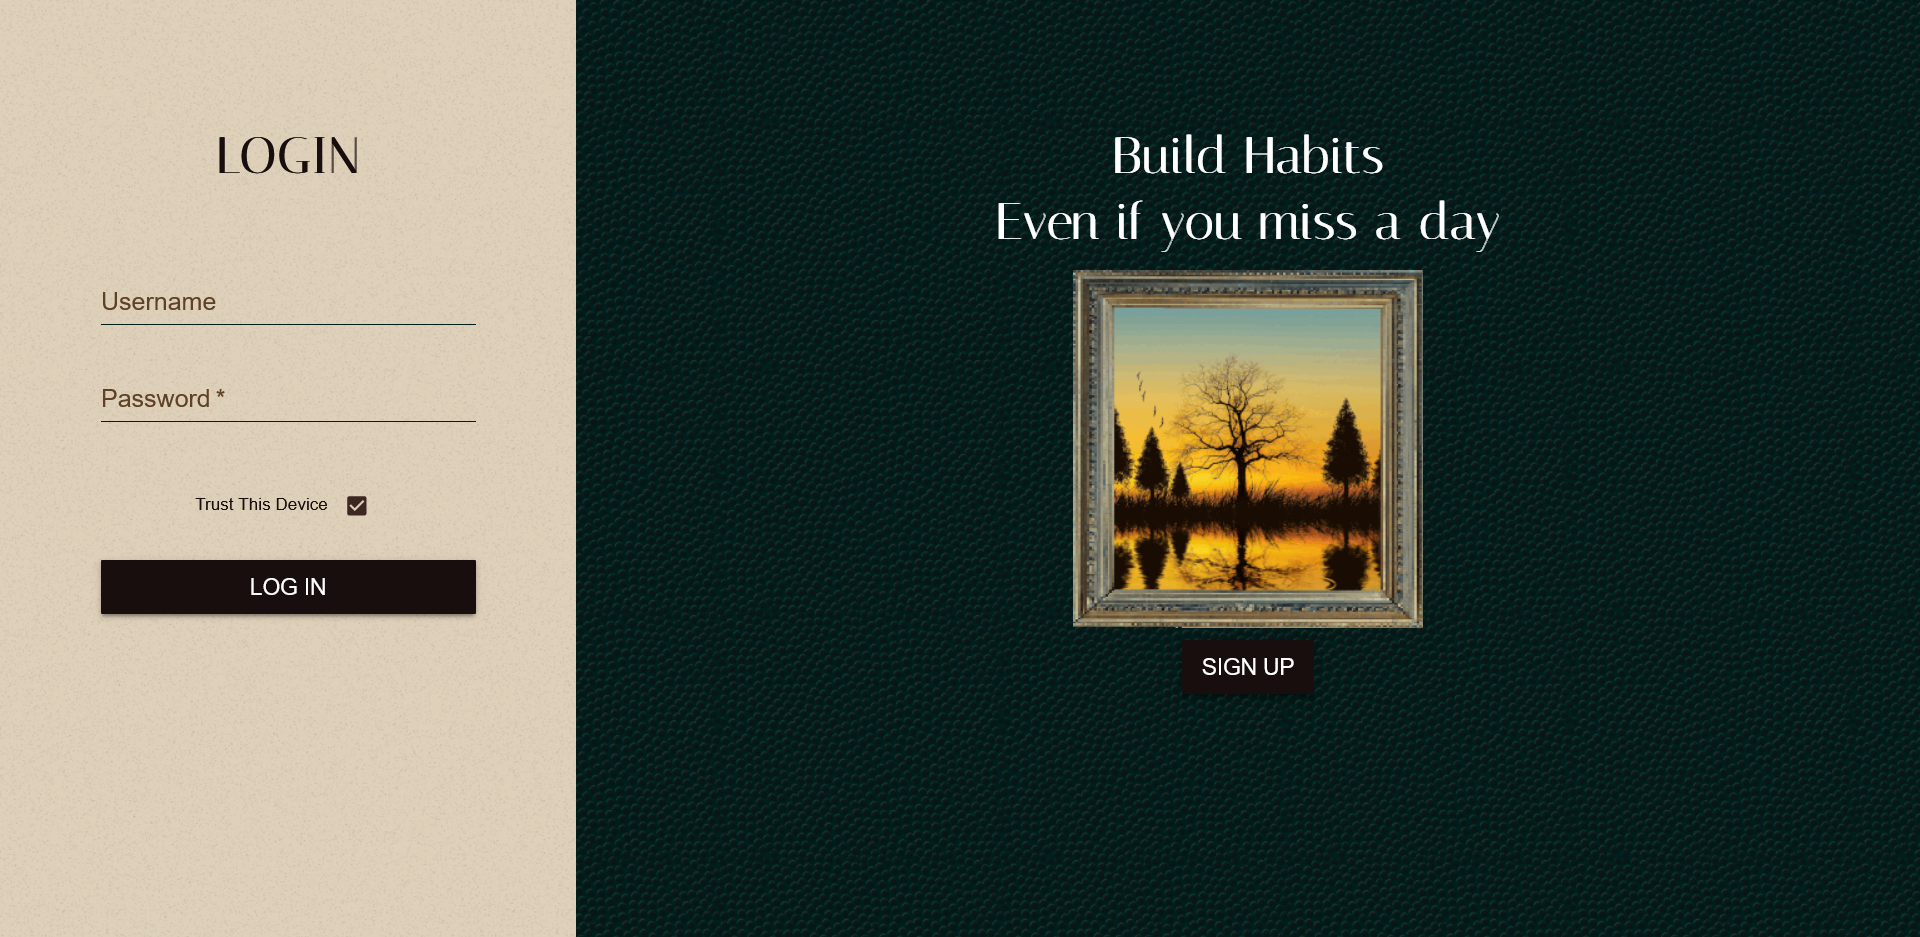 LOGIN
Username
Password *
Trust This Device
LOG IN
Build Habits
Even if you miss a day
SIGN UP